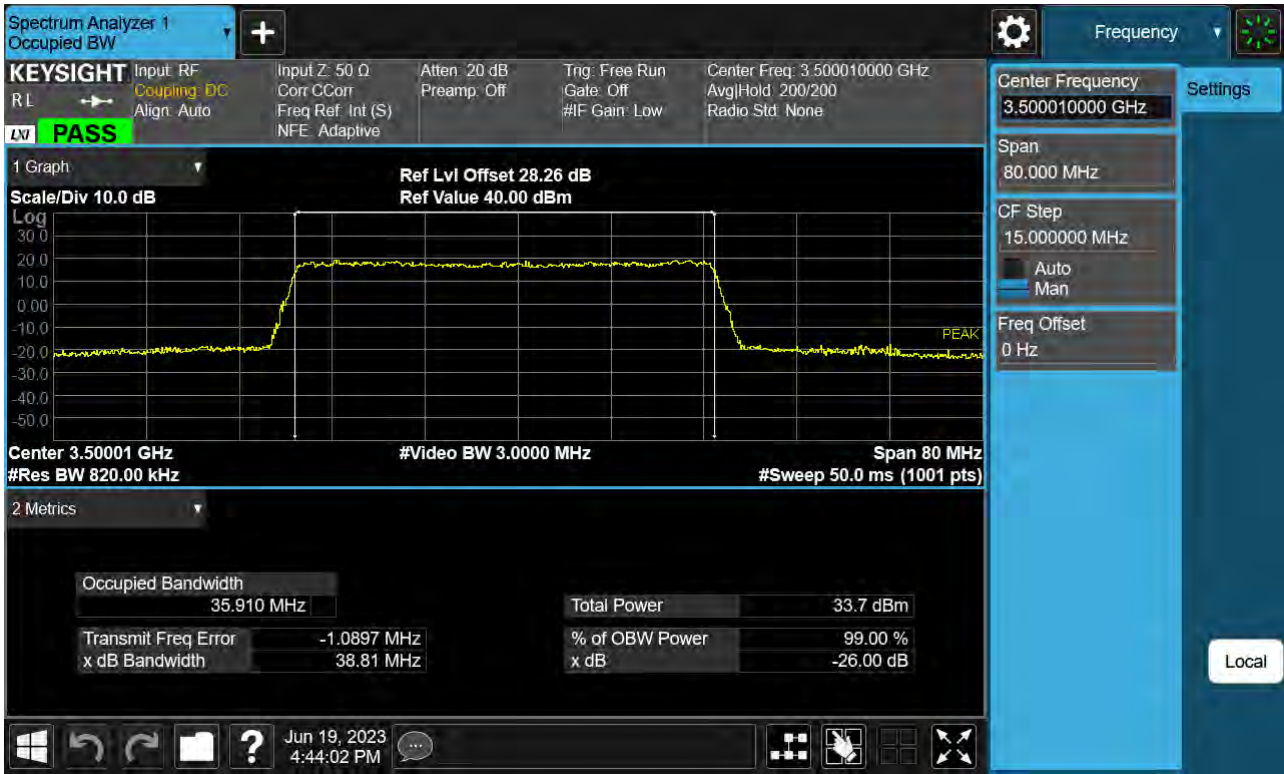 Spectrum Analyzer 1
Occupied BW
+
Frequency
KEYSIGHT
RL
LXI PASS
Input: RF
Coupling: DC
Align: Auto
Input Z: 50 Ω
Corr CCorr
Freq Ref: Int (S)
NFE: Adaptive
Atten: 20 dB
Preamp: Off
Trig: Free Run
Gate: Off
#IF Gain: Low
Center Freq: 3.500010000 GHz
Avg|Hold: 200/200
Radio Std: None
Center Frequency
3.500010000 GHz
Settings
Span
80.000 MHz
CF Step
15.000000 MHz
Auto
Man
Freq Offset
0 Hz
Local
1 Graph
Scale/Div 10.0 dB
Ref Lvl Offset 28.26 dB
Ref Value 40.00 dBm
Log
30.0
20.0
10.0
0.00
-10.0
-20.0
-30.0
-40.0
-50.0
PEAK
Center 3.50001 GHz
#Video BW 3.0000 MHz
Span 80 MHz
#Res BW 820.00 kHz
#Sweep 50.0 ms (1001 pts)
2 Metrics
Occupied Bandwidth
35.910 MHz
Total Power 33.7 dBm
Transmit Freq Error -1.0897 MHz
% of OBW Power 99.00 %
x dB Bandwidth 38.81 MHz
x dB -26.00 dB
?
Jun 19, 2023
4:44:02 PM